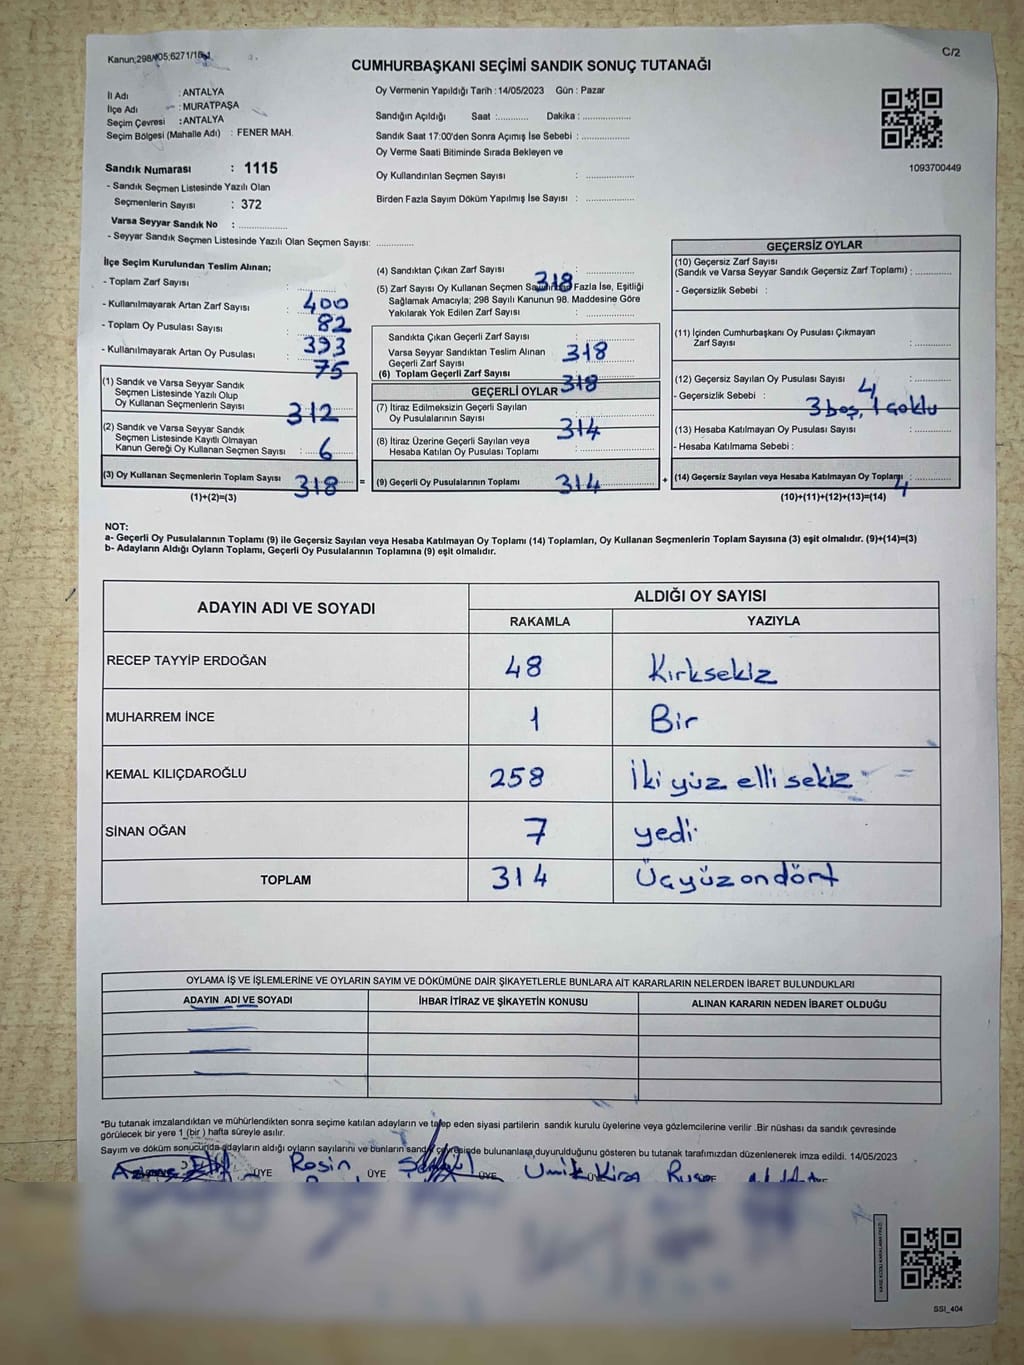 Kanun;298/105;6271/18-1
C/2
CUMHURBAŞKANI SEÇİMİ SANDIK SONUÇ TUTANAĞI
İl Adı : ANTALYA
İlçe Adı : MURATPAŞA
Seçim Çevresi : ANTALYA
Seçim Bölgesi (Mahalle Adı) : FENER MAH.
Oy Vermenin Yapıldığı Tarih : 14/05/2023 Gün : Pazar
Sandığın Açıldığı Saat :........... Dakika : ................
Sandık Saat 17:00'den Sonra Açımış İse Sebebi : ................
Oy Verme Saati Bitiminde Sırada Bekleyen ve
Oy Kullandırılan Seçmen Sayısı : ................
Birden Fazla Sayım Döküm Yapılmış İse Sayısı : ................
1093700449
Sandık Numarası : 1115
- Sandık Seçmen Listesinde Yazılı Olan
Seçmenlerin Sayısı : 372
Varsa Seyyar Sandık No : ................
- Seyyar Sandık Seçmen Listesinde Yazılı Olan Seçmen Sayısı: ............
İlçe Seçim Kurulundan Teslim Alınan;
- Toplam Zarf Sayısı : 400
- Kullanılmayarak Artan Zarf Sayısı : 82
- Toplam Oy Pusulası Sayısı : 393
- Kullanılmayarak Artan Oy Pusulası : 75
(1) Sandık ve Varsa Seyyar Sandık
Seçmen Listesinde Yazılı Olup
Oy Kullanan Seçmenlerin Sayısı : 312
(2) Sandık ve Varsa Seyyar Sandık
Seçmen Listesinde Kayıtlı Olmayan
Kanun Gereği Oy Kullanan Seçmen Sayısı : 6
(3) Oy Kullanan Seçmenlerin Toplam Sayısı : 318 =
(1)+(2)=(3)
(4) Sandıktan Çıkan Zarf Sayısı : 318
(5) Zarf Sayısı Oy Kullanan Seçmen Fazla İse, Eşitliği
Sağlamak Amacıyla; 298 Sayılı Kanunun 98. Maddesine Göre
Yakılarak Yok Edilen Zarf Sayısı :
Sandıkta Çıkan Geçerli Zarf Sayısı : 318
Varsa Seyyar Sandıktan Teslim Alınan
Geçerli Zarf Sayısı :
(6) Toplam Geçerli Zarf Sayısı : 318
GEÇERLİ OYLAR
(7) İtiraz Edilmeksizin Geçerli Sayılan
Oy Pusulalarının Sayısı : 314
(8) İtiraz Üzerine Geçerli Sayılan veya
Hesaba Katılan Oy Pusulası Toplamı :
(9) Geçerli Oy Pusulalarının Toplamı : 314 +
GEÇERSİZ OYLAR
(10) Geçersiz Zarf Sayısı
(Sandık ve Varsa Seyyar Sandık Geçersiz Zarf Toplamı) : ............
- Geçersizlik Sebebi :
(11) İçinden Cumhurbaşkanı Oy Pusulası Çıkmayan
Zarf Sayısı : ............
(12) Geçersiz Sayılan Oy Pusulası Sayısı : 4
- Geçersizlik Sebebi : 3 boş, 1 çoklu
(13) Hesaba Katılmayan Oy Pusulası Sayısı : ............
- Hesaba Katılmama Sebebi :
(14) Geçersiz Sayılan veya Hesaba Katılmayan Oy Toplamı : 4
(10)+(11)+(12)+(13)=(14)
NOT:
a- Geçerli Oy Pusulalarının Toplamı (9) ile Geçersiz Sayılan veya Hesaba Katılmayan Oy Toplamı (14) Toplamları, Oy Kullanan Seçmenlerin Toplam Sayısına (3) eşit olmalıdır. (9)+(14)=(3)
b- Adayların Aldığı Oyların Toplamı, Geçerli Oy Pusulalarının Toplamına (9) eşit olmalıdır.
ADAYIN ADI VE SOYADI ALDIĞI OY SAYISI
RAKAMLA YAZIYLA
RECEP TAYYİP ERDOĞAN 48 Kırksekiz
MUHARREM İNCE 1 Bir
KEMAL KILIÇDAROĞLU 258 İki yüz elli sekiz
SİNAN OĞAN 7 yedi
TOPLAM 314 Üçyüzondört
OYLAMA İŞ VE İŞLEMLERİNE VE OYLARIN SAYIM VE DÖKÜMÜNE DAİR ŞİKAYETLERLE BUNLARA AİT KARARLARIN NELERDEN İBARET BULUNDUKLARI
ADAYIN ADI VE SOYADI İHBAR İTİRAZ VE ŞİKAYETİN KONUSU ALINAN KARARIN NEDEN İBARET OLDUĞU
*Bu tutanak imzalandıktan ve mühürlendikten sonra seçime katılan adayların ve talep eden siyasi partilerin sandık kurulu üyelerine veya gözlemcilerine verilir .Bir nüshası da sandık çevresinde
görülecek bir yere 1 (bir ) hafta süreyle asılır.
Sayım ve döküm sonucunda adayların aldığı oyların sayılarını ve bunların sandık çevresinde bulunanlara duyurulduğunu gösteren bu tutanak tarafımızdan düzenlenerek imza edildi. 14/05/2023
ÜYE Rosin ÜYE ÜYE Umit
SSI_404